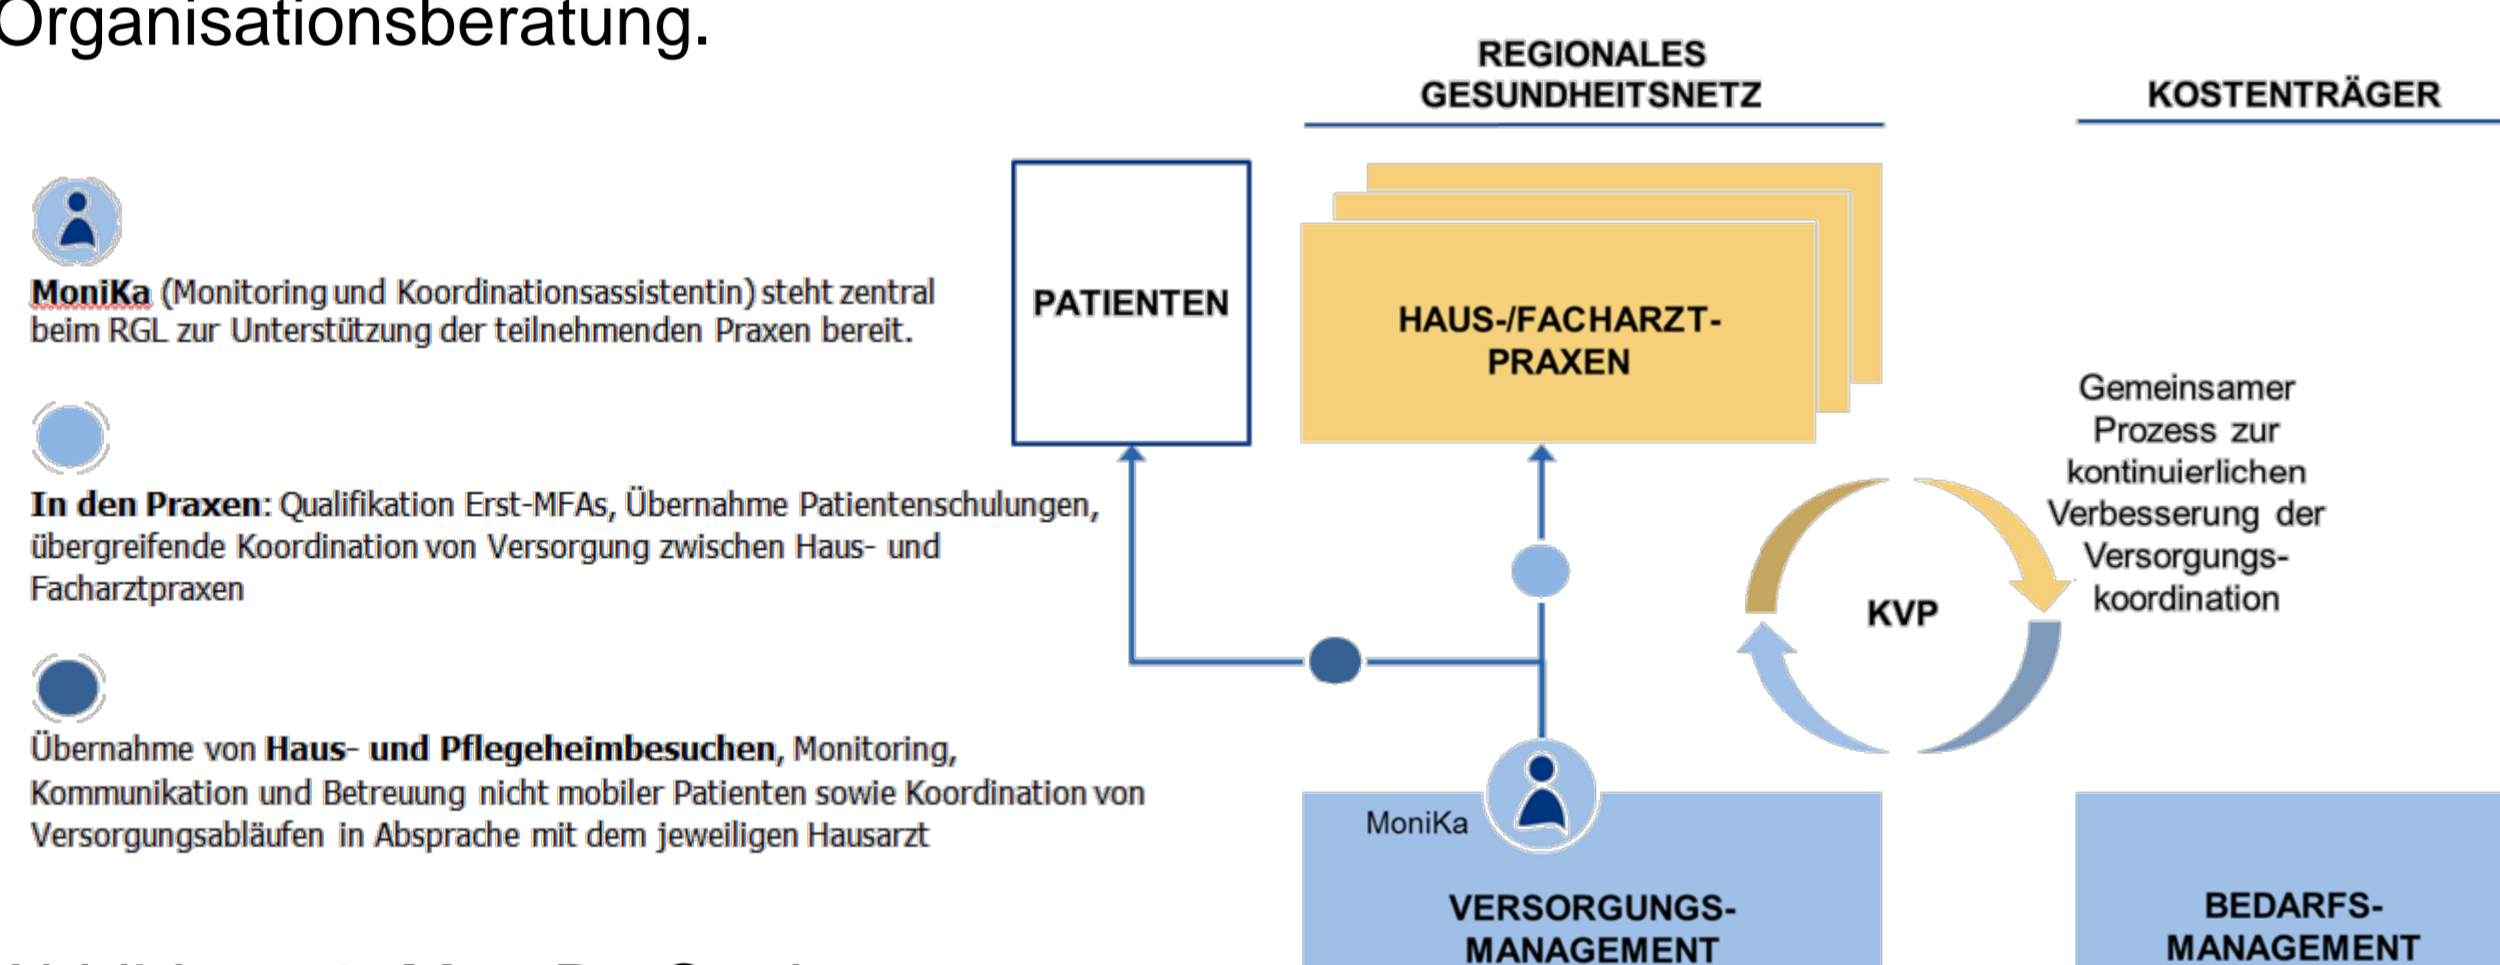 Organisationsberatung.
REGIONALES
GESUNDHEITSNETZ
KOSTENTRÄGER
MoniKa (Monitoring und Koordinationsassistentin) steht zentral
beim RGL zur Unterstützung der teilnehmenden Praxen bereit.
In den Praxen: Qualifikation Erst-MFAs, Übernahme Patientenschulungen,
übergreifende Koordination von Versorgung zwischen Haus- und
Facharztpraxen
Übernahme von Haus- und Pflegeheimbesuchen, Monitoring,
Kommunikation und Betreuung nicht mobiler Patienten sowie Koordination von
Versorgungsabläufen in Absprache mit dem jeweiligen Hausarzt
PATIENTEN
HAUS-/FACHARZT-
PRAXEN
Gemeinsamer
Prozess zur
kontinuierlichen
Verbesserung der
Versorgungs-
koordination
KVP
MoniKa
VERSORGUNGS-
MANAGEMENT
BEDARFS-
MANAGEMENT